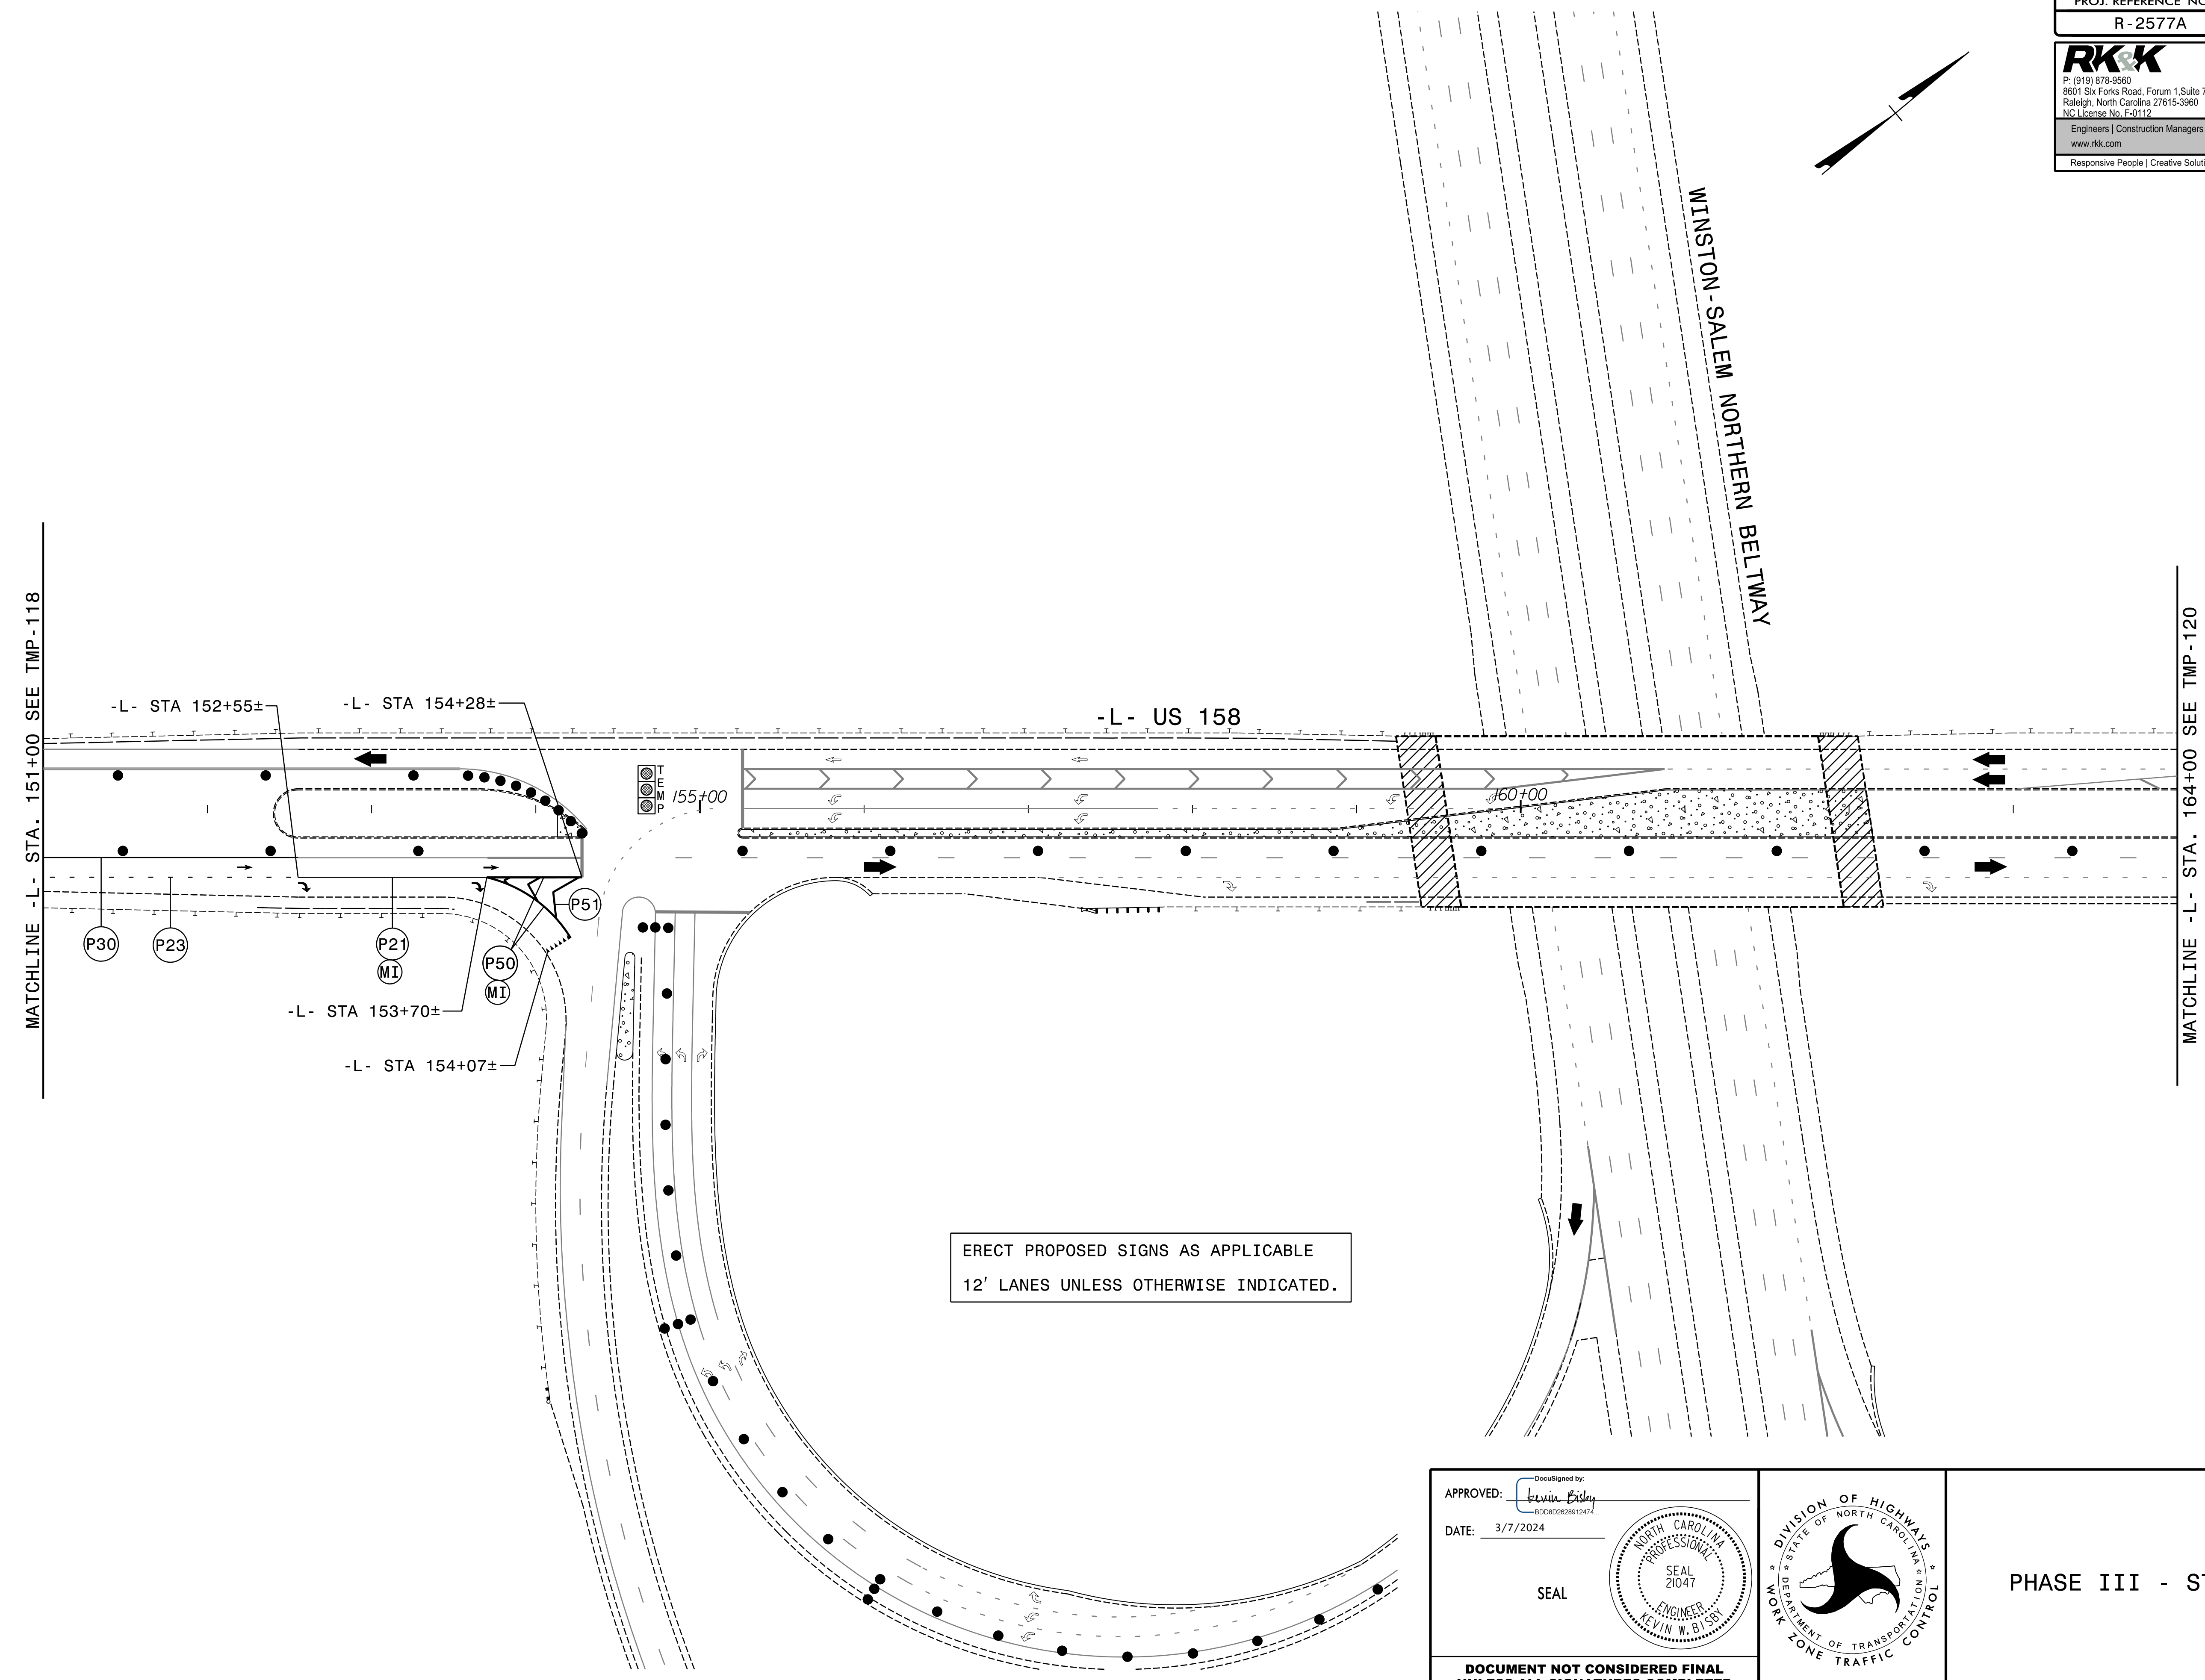 PROJ. REFERENCE NO
R-2577A
RK&K
P: (919) 878-9560
8601 Six Forks Road, Forum 1,Suite 7
Raleigh, North Carolina 27615-3960
NC License No. F-0112
Engineers | Construction Managers
www.rkk.com
Responsive People | Creative Soluti
WINSTON-SALEM NORTHERN BELTWAY
MATCHLINE -L- STA. 151+00 SEE TMP-118
MATCHLINE -L- STA. 164+00 SEE TMP-120
-L- STA 152+55±
-L- STA 154+28±
-L- US 158
TEMP
155+00
160+00
P51
P30
P23
P21
MI
P50
MI
-L- STA 153+70±
-L- STA 154+07±
ERECT PROPOSED SIGNS AS APPLICABLE
12' LANES UNLESS OTHERWISE INDICATED.
APPROVED:
DocuSigned by:
Kevin Bisby
BDD8D2628912474...
DATE: 3/7/2024
SEAL
NORTH CAROLINA
PROFESSIONAL
SEAL
21047
ENGINEER
KEVIN W. BISBY
DIVISION OF HIGHWAYS
STATE OF NORTH CAROLINA
DEPARTMENT OF TRANSPORTATION
WORK ZONE TRAFFIC CONTROL
PHASE III - ST
DOCUMENT NOT CONSIDERED FINAL
UNLESS ALL SIGNATURES COMPLETED